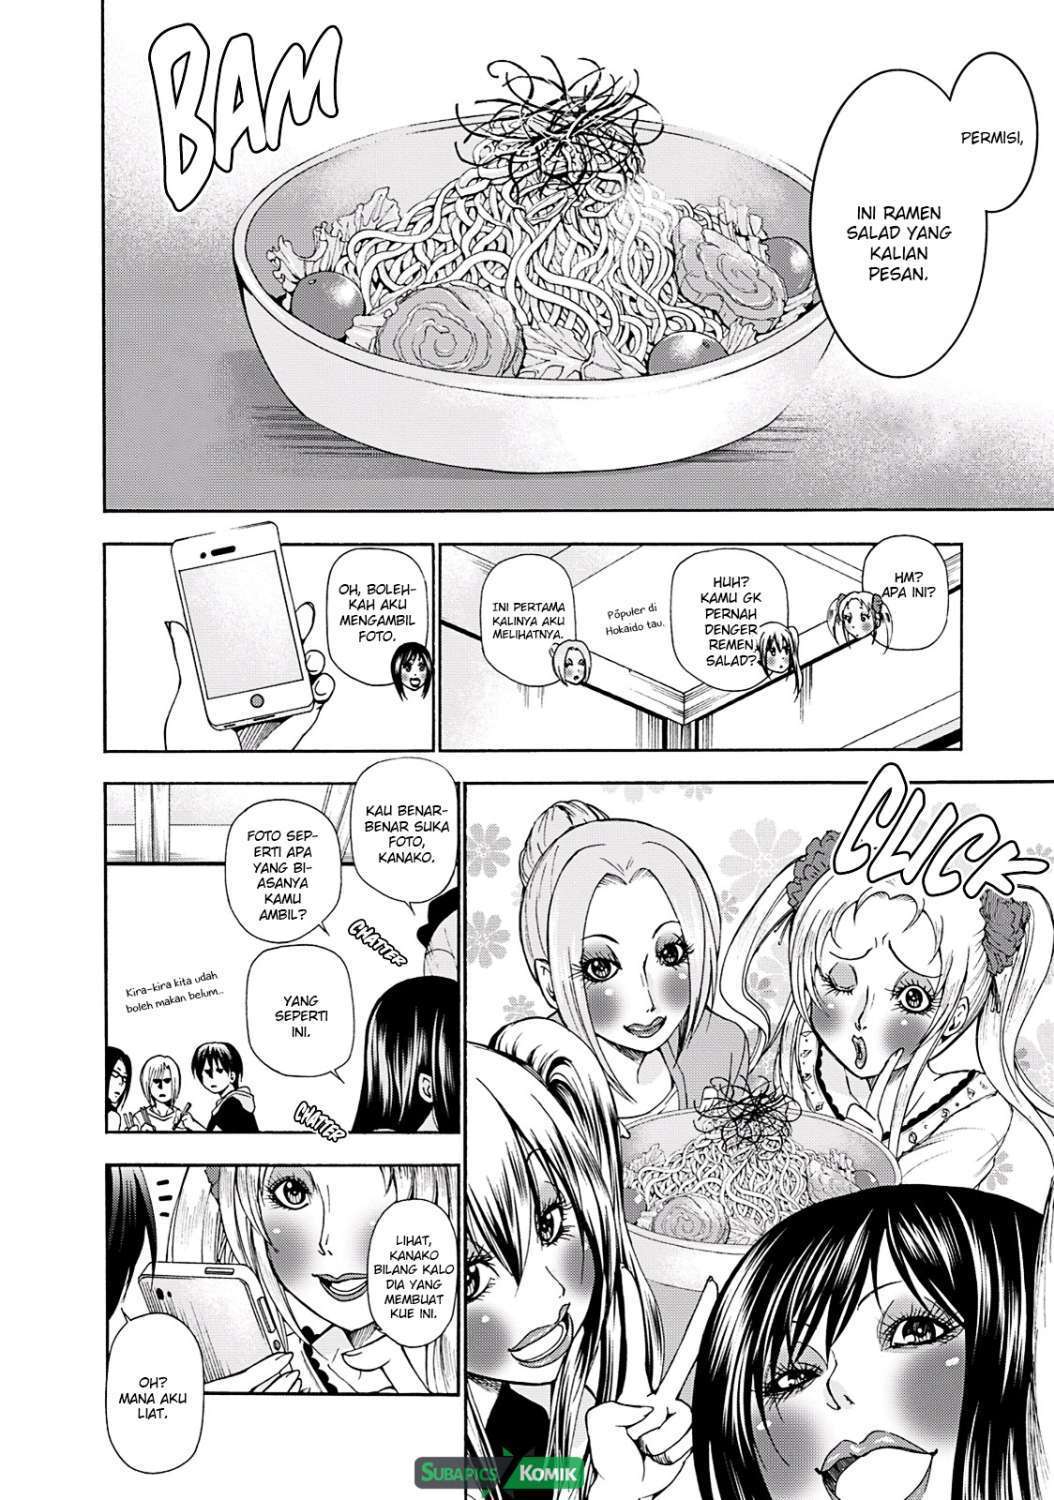 BAM
PERMISI,
INI RAMEN
SALAD YANG
KALIAN
PESAN.
HM?
APA INI?
HUH?
KAMU GK
PERNAH
DENGER
REMEN,
SALAD?
Pôpuler di
Hokaido tau.
INI PERTAMA
KALINYA AKU
MELIHATNYA.
OH, BOLEH-
KAH AKU
MENGAMBIL
FOTO.
CLICK
KAU BENAR-
BENAR SUKA
FOTO,
KANAKO.
FOTO SEP-
ERTI APA
YANG BI-
ASANYA
KAMU
AMBIL?
CHATTER
YANG
SEPERTI
INI.
Kira-kira kita udah
boleh makan belum..
CHATTER
LIHAT,
KANAKO
BILANG KALO
DIA YANG
MEMBUAT
KUE INI.
OH?
MANA AKU
LIAT.
SUBAPICS KOMIK